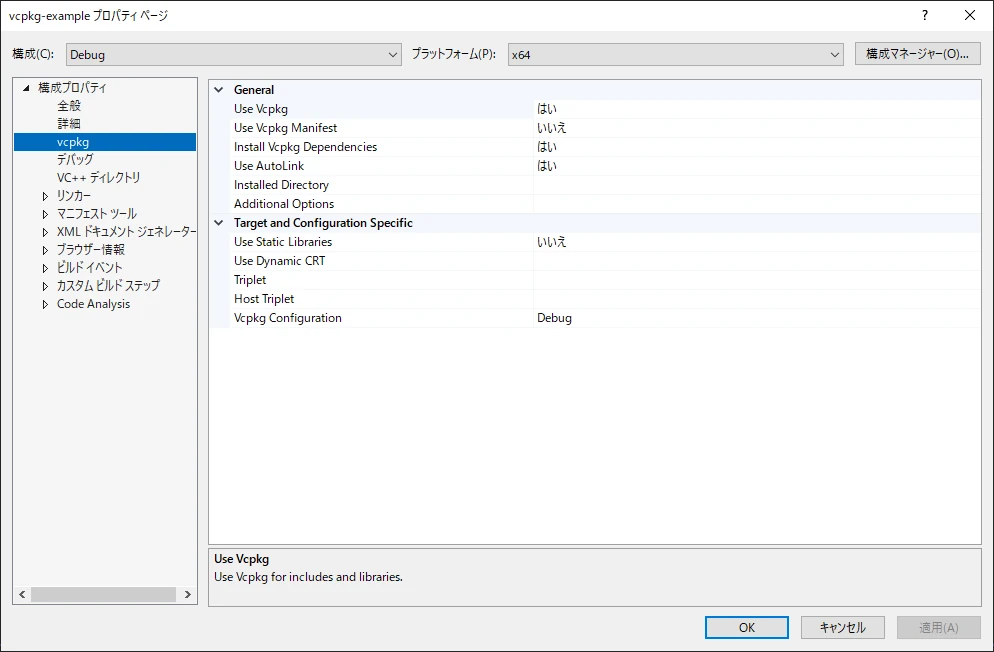 vcpkg-example プロパティ ページ
?
構成(C): Debug プラットフォーム(P): x64 構成マネージャー(O)...
構成プロパティ
全般
詳細
vcpkg
デバッグ
VC++ ディレクトリ
リンカー
マニフェスト ツール
XML ドキュメント ジェネレーター
ブラウザー情報
ビルド イベント
カスタム ビルド ステップ
Code Analysis
General
Use Vcpkg はい
Use Vcpkg Manifest いいえ
Install Vcpkg Dependencies はい
Use AutoLink はい
Installed Directory
Additional Options
Target and Configuration Specific
Use Static Libraries いいえ
Use Dynamic CRT
Triplet
Host Triplet
Vcpkg Configuration Debug
Use Vcpkg
Use Vcpkg for includes and libraries.
OK キャンセル 適用(A)